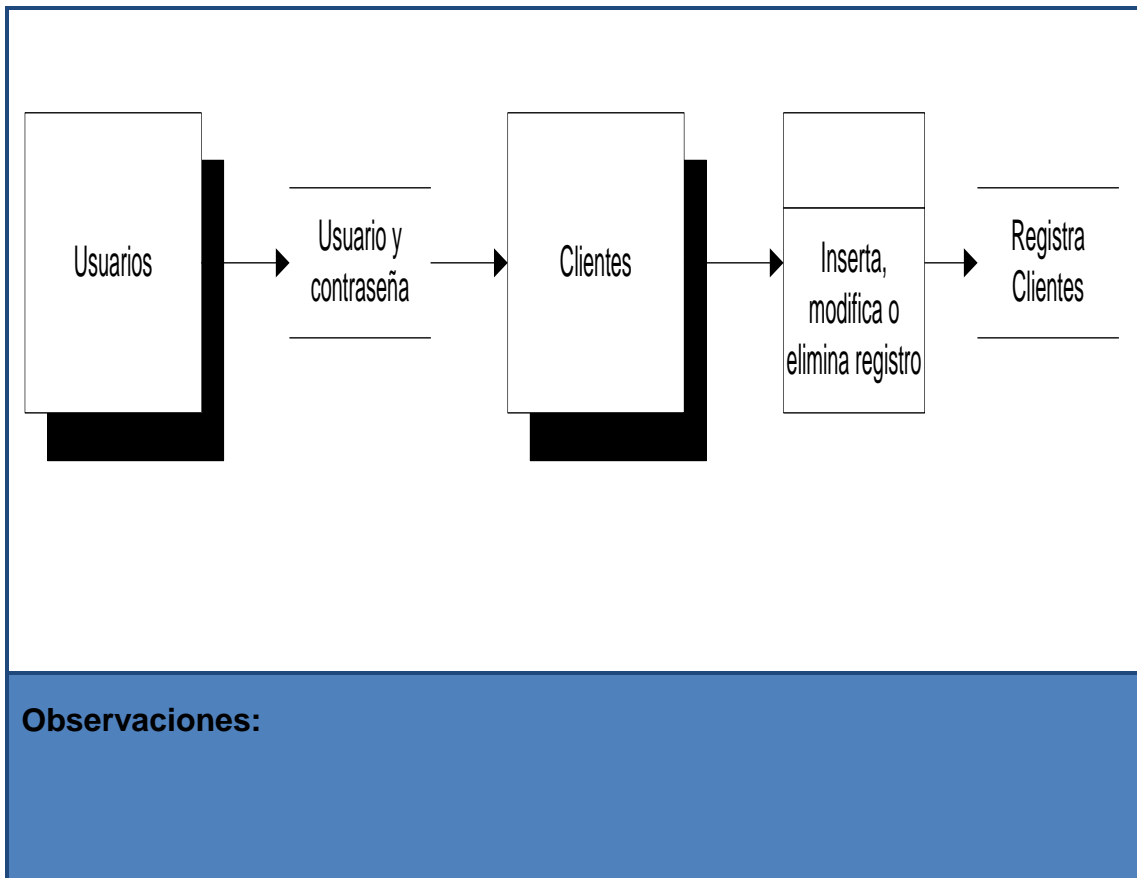 Usuarios
Usuario y
contraseña
Clientes
Inserta,
modifica o
elimina registro
Registra
Clientes
Observaciones: